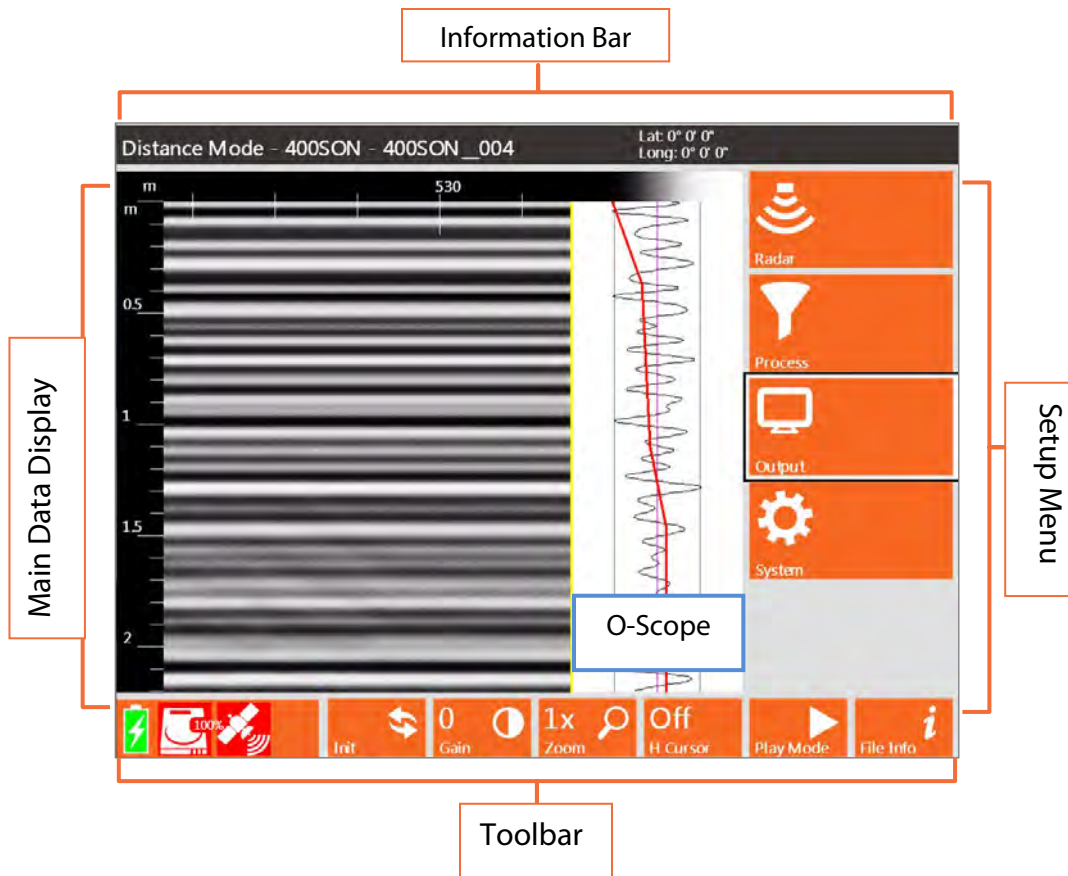 Information Bar
Distance Mode - 400SON - 400SON__004
Lat: 0° 0' 0"
Long: 0° 0' 0"
m
530
m
0.5
1
1.5
2
Main Data Display
Radar
Process
Output
System
Setup Menu
O-Scope
100%
Init
0
Gain
1x
Zoom
Off
H Cursor
Play Mode
i
File Info
Toolbar